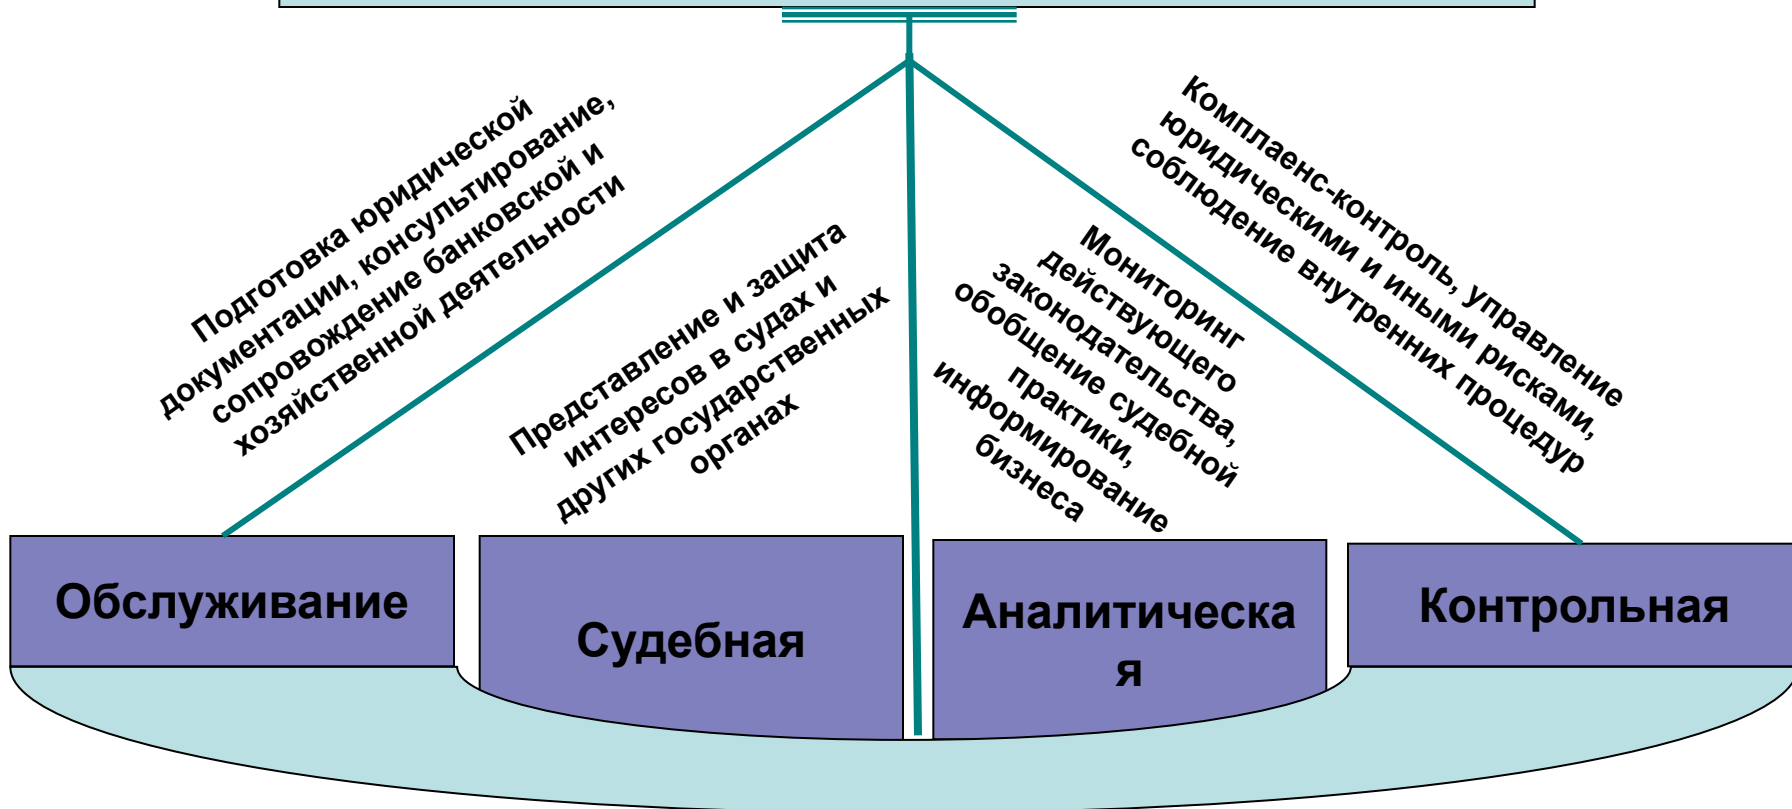 Подготовка юридической
документации, консультирование,
сопровождение банковской и
хозяйственной деятельности
Представление и защита
интересов в судах и
других государственных
органах
Мониторинг
действующего
законодательства,
обобщение судебной
практики,
информирование
бизнеса
Комплаенс-контроль, управление
юридическими и иными рисками,
соблюдение внутренних процедур
Обслуживание
Судебная
Аналитическа
я
Контрольная